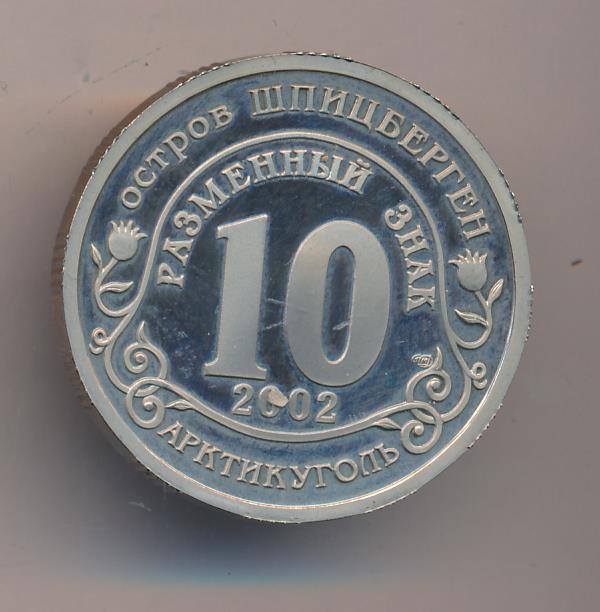 ОСТРОВ ШПИЦБЕРГЕН
РАЗМЕННЫЙ ЗНАК
10
2002
АРКТИКУГОЛЬ